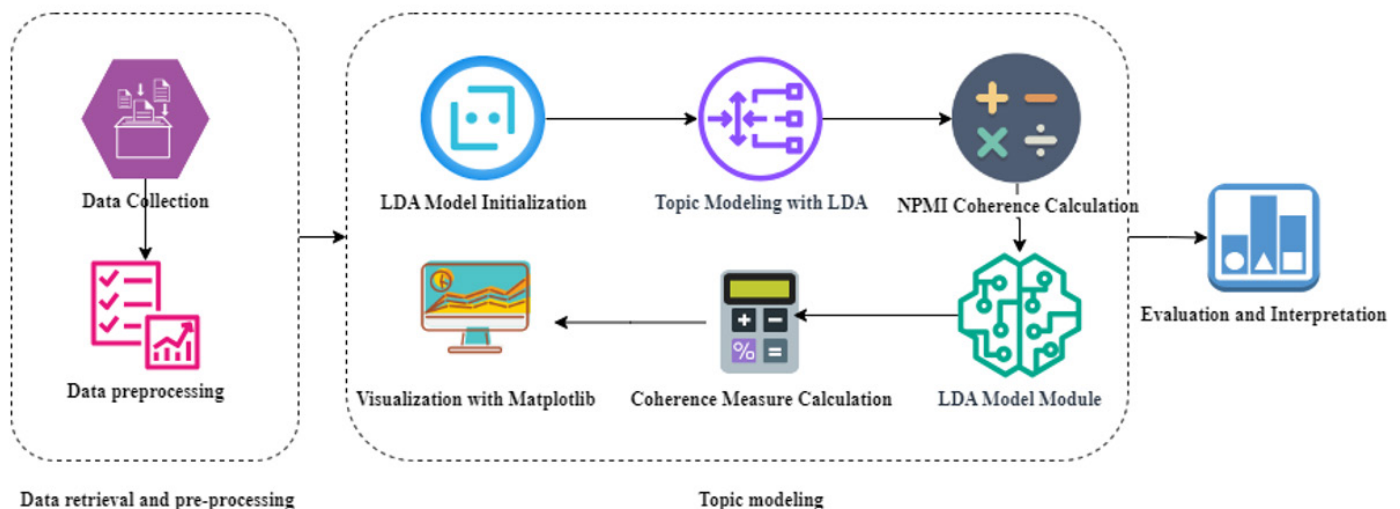 Data Collection
Data preprocessing
Data retrieval and pre-processing
LDA Model Initialization
Topic Modeling with LDA
NPMI Coherence Calculation
LDA Model Module
Coherence Measure Calculation
Visualization with Matplotlib
Topic modeling
Evaluation and Interpretation